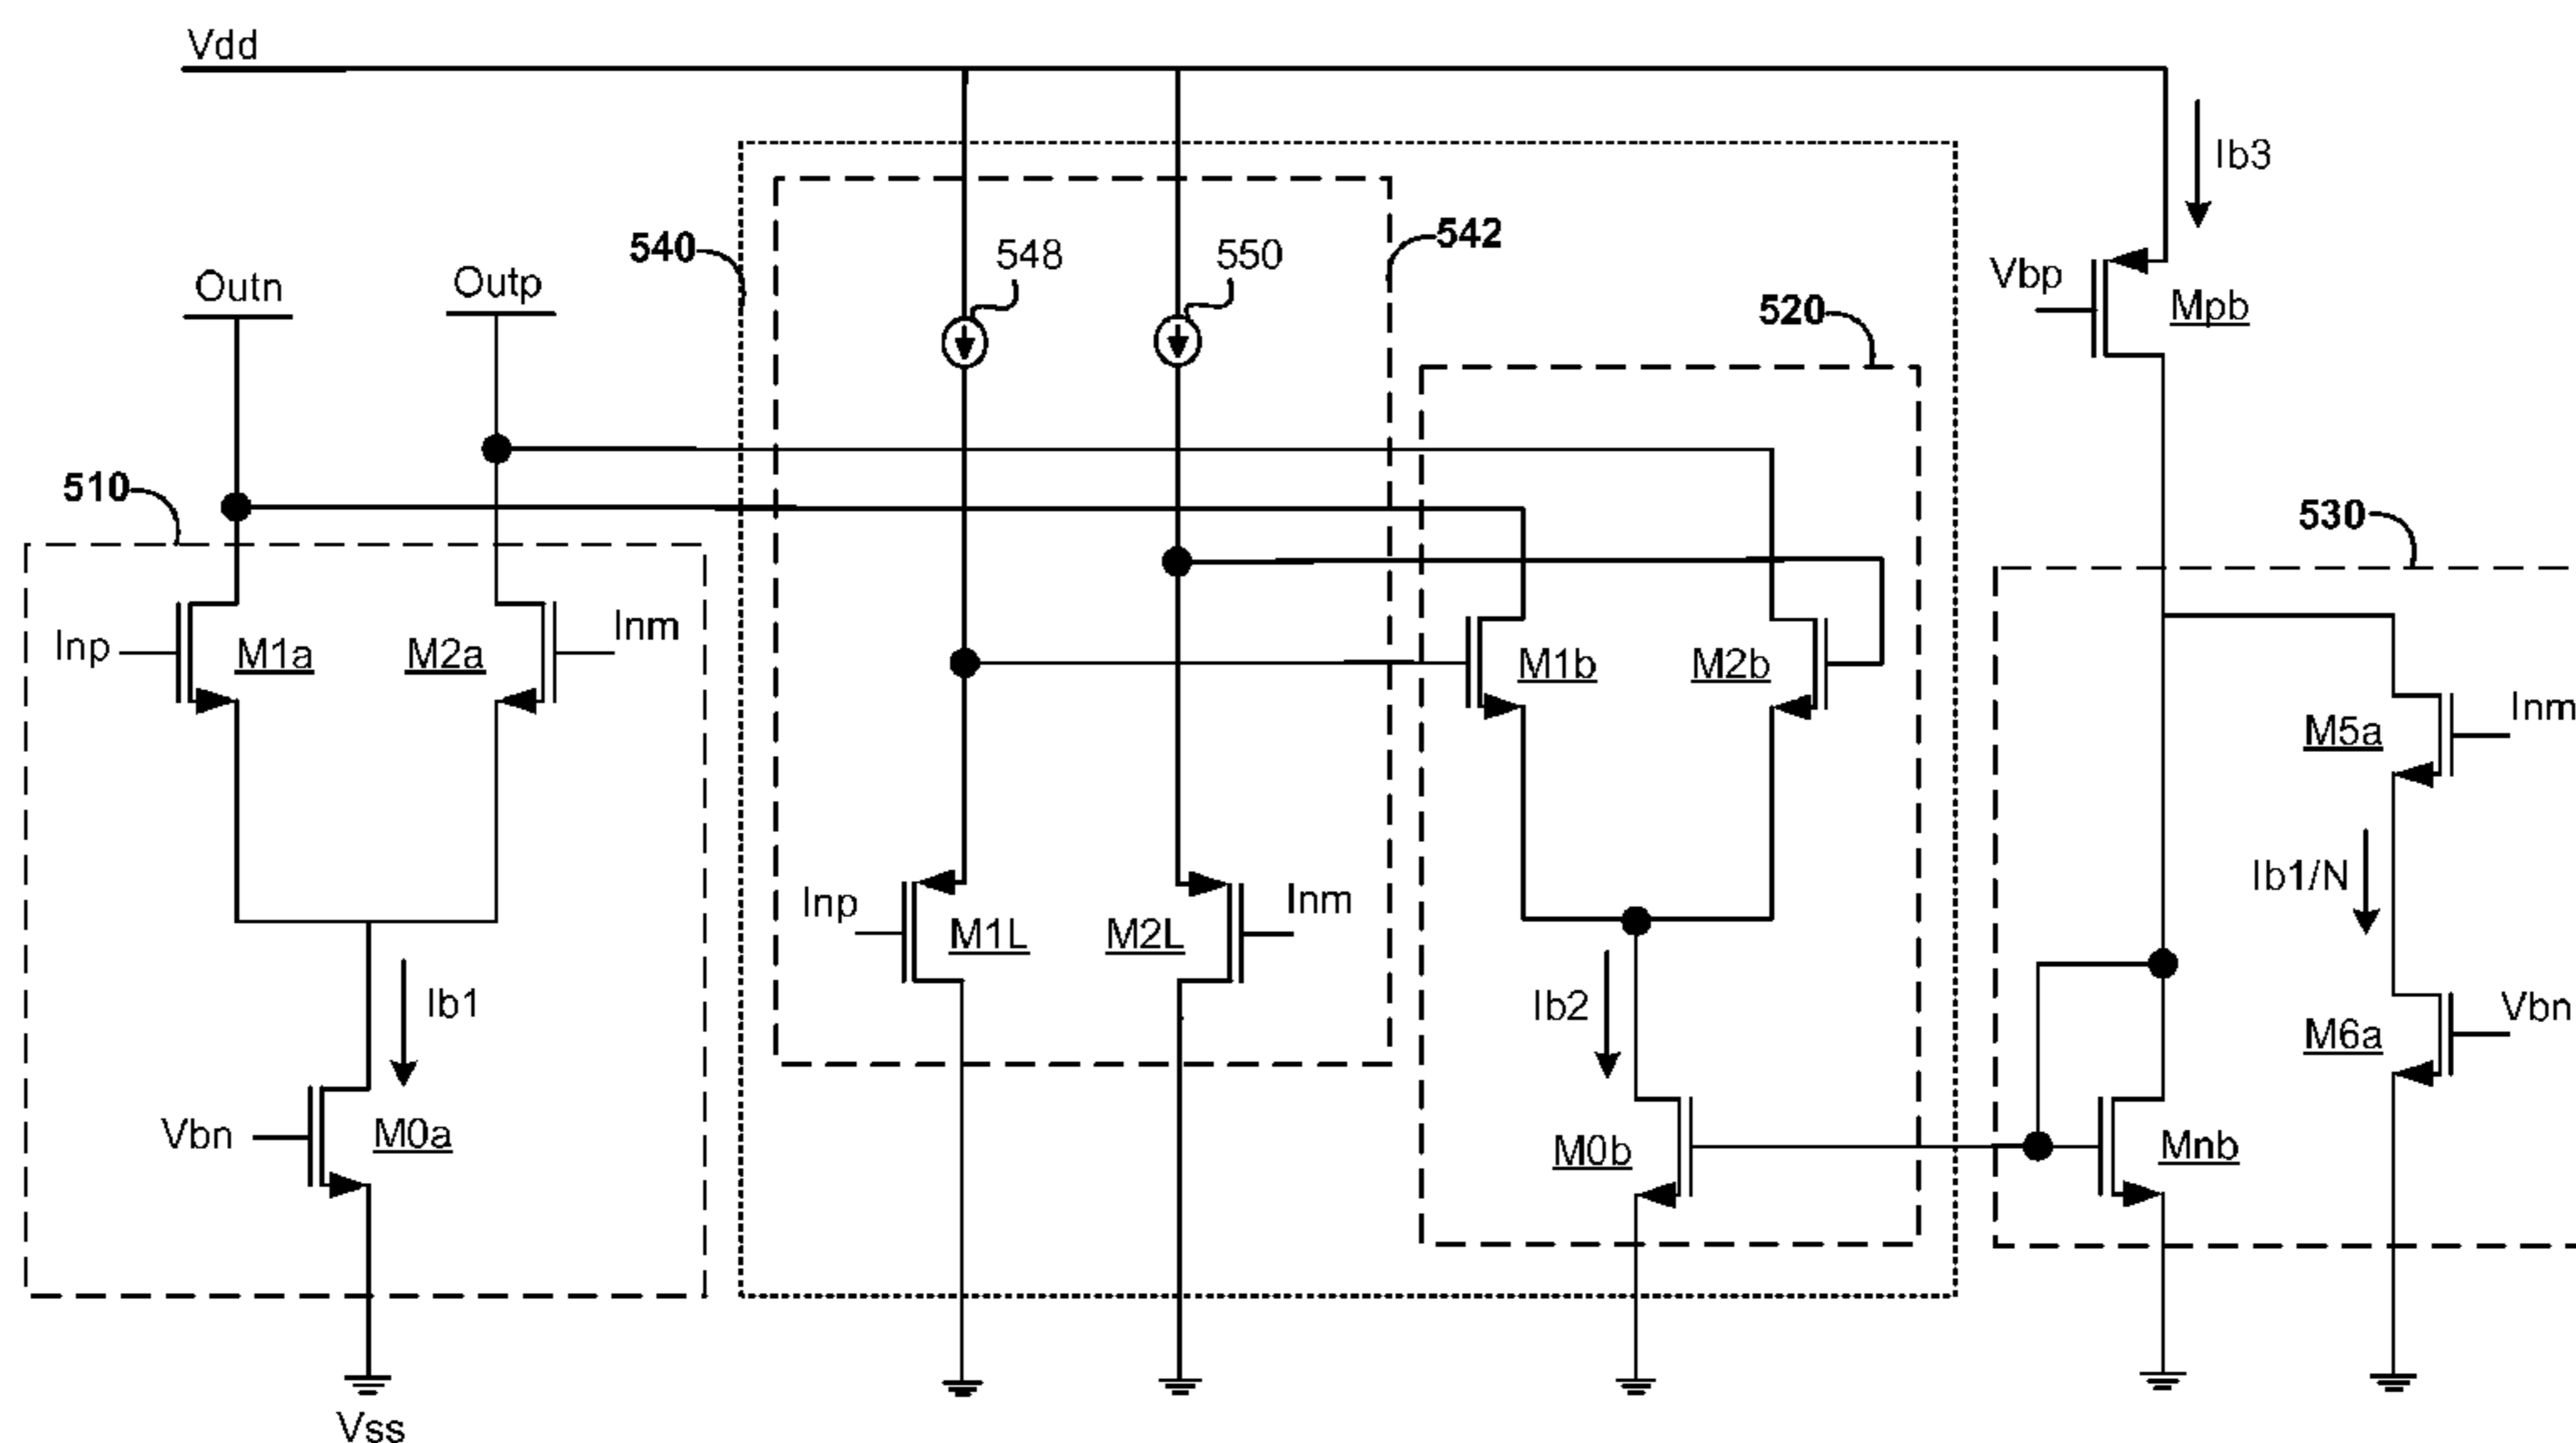 Vdd
Ib3
540
542
548
550
Outn
Outp
Vbp
Mpb
520
510
530
Inp
M1a
M2a
Inm
M1b
M2b
M5a
Inm
Ib1/N
Inp
M1L
M2L
Inm
Ib1
Ib2
Vbn
M6a
Vbn
M0a
M0b
Mnb
Vss